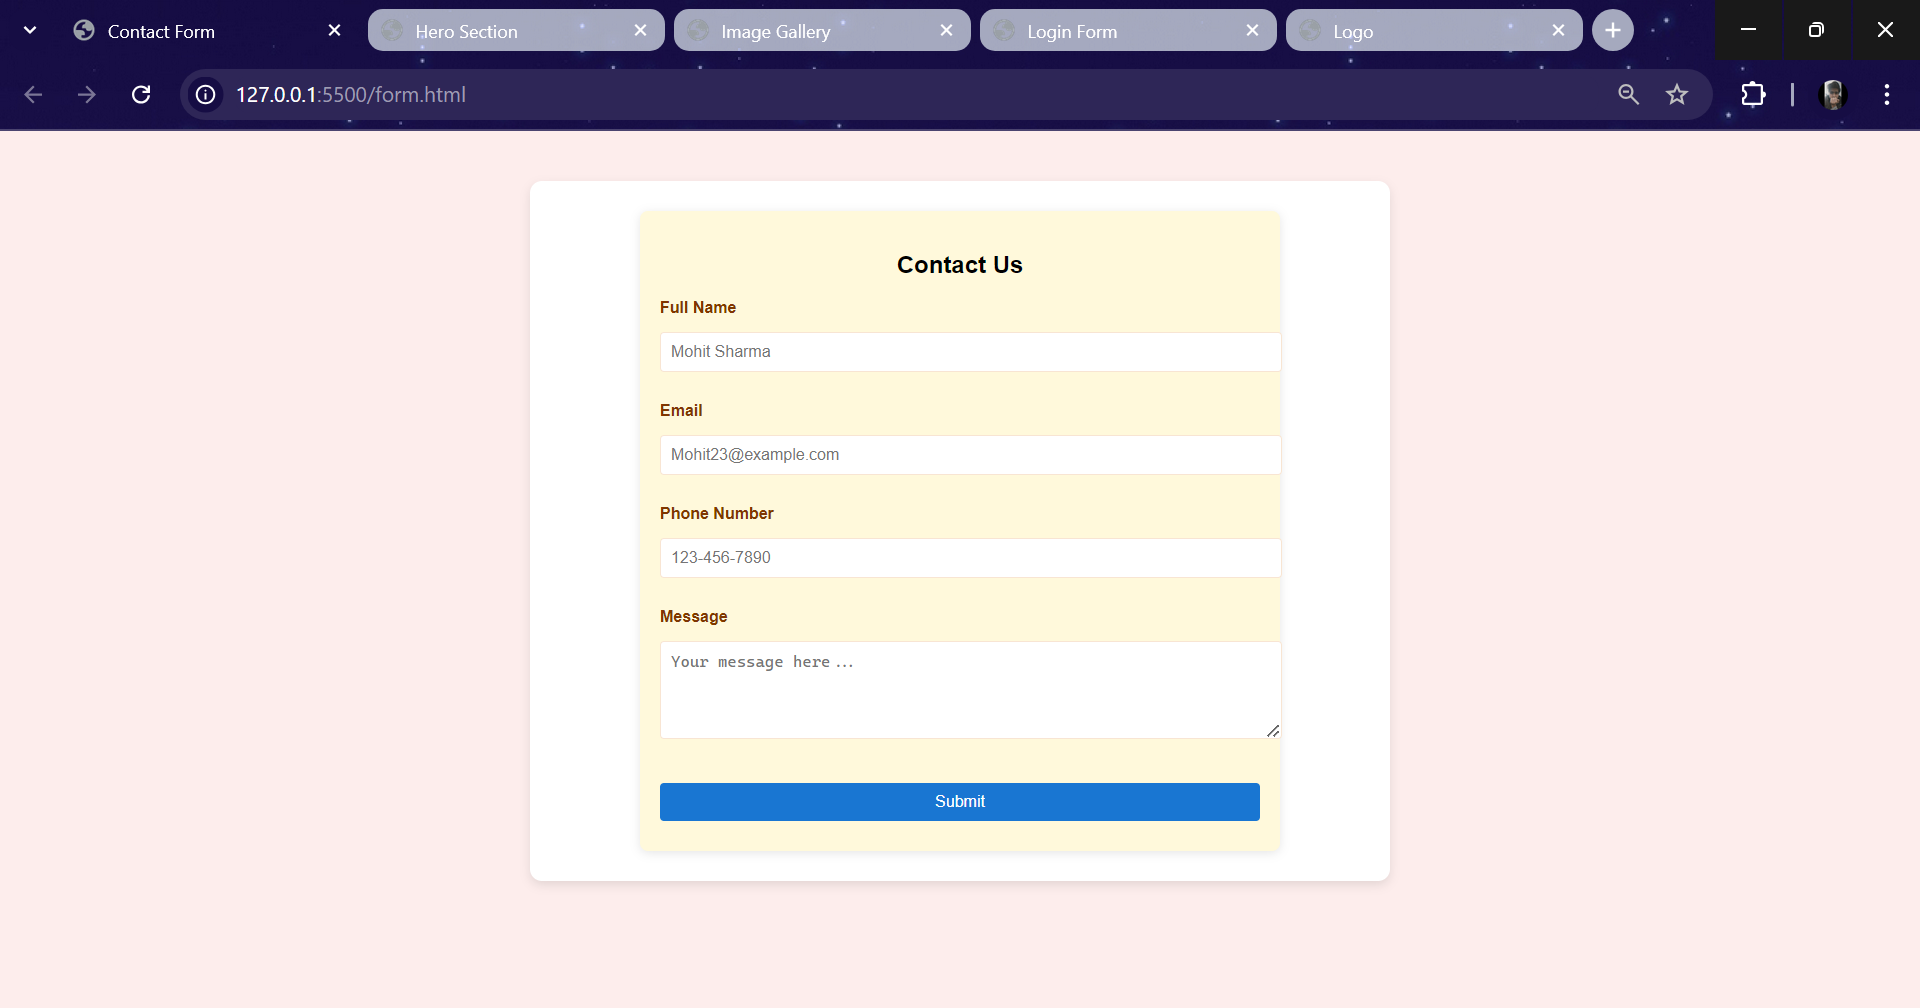 Contact Form
Hero Section
Image Gallery
Login Form
Logo
127.0.0.1:5500/form.html
Contact Us
Full Name
Mohit Sharma
Email
Mohit23@example.com
Phone Number
123-456-7890
Message
Your message here...
Submit